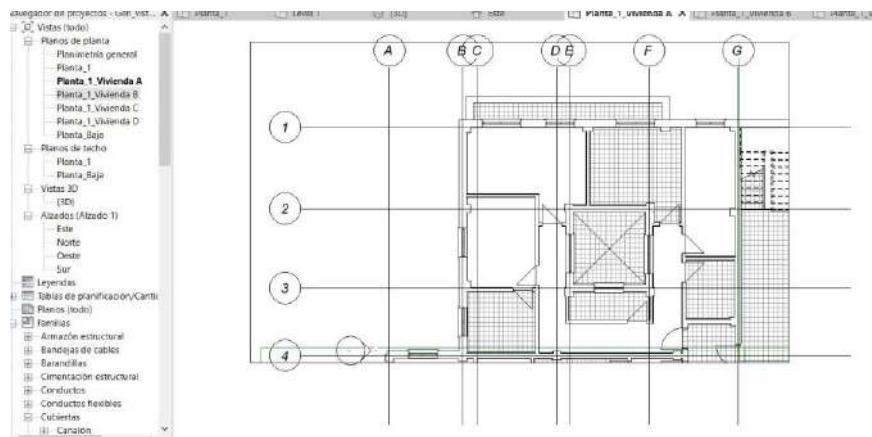 Navegador de proyectos - Gen_Vist...
Planta_1
Level 1
{3D}
Este
Planta_1_Vivienda A
Planta_1_Vivienda B
Vistas (todo)
Planos de planta
Planimetría general
Planta_1
Planta_1_Vivienda A
Planta_1_Vivienda B
Planta_1_Vivienda C
Planta_1_Vivienda D
Planta_Baja
Planos de techo
Planta_1
Planta_Baja
Vistas 3D
{3D}
Alzados (Alzado 1)
Este
Norte
Oeste
Sur
Leyendas
Tablas de planificación/Canti
Planos (todo)
Familias
Armazón estructural
Bandejas de cables
Barandillas
Cimentación estructural
Conductos
Conductos flexibles
Cubiertas
Canalón
A B C D E F G
1
2
3
4